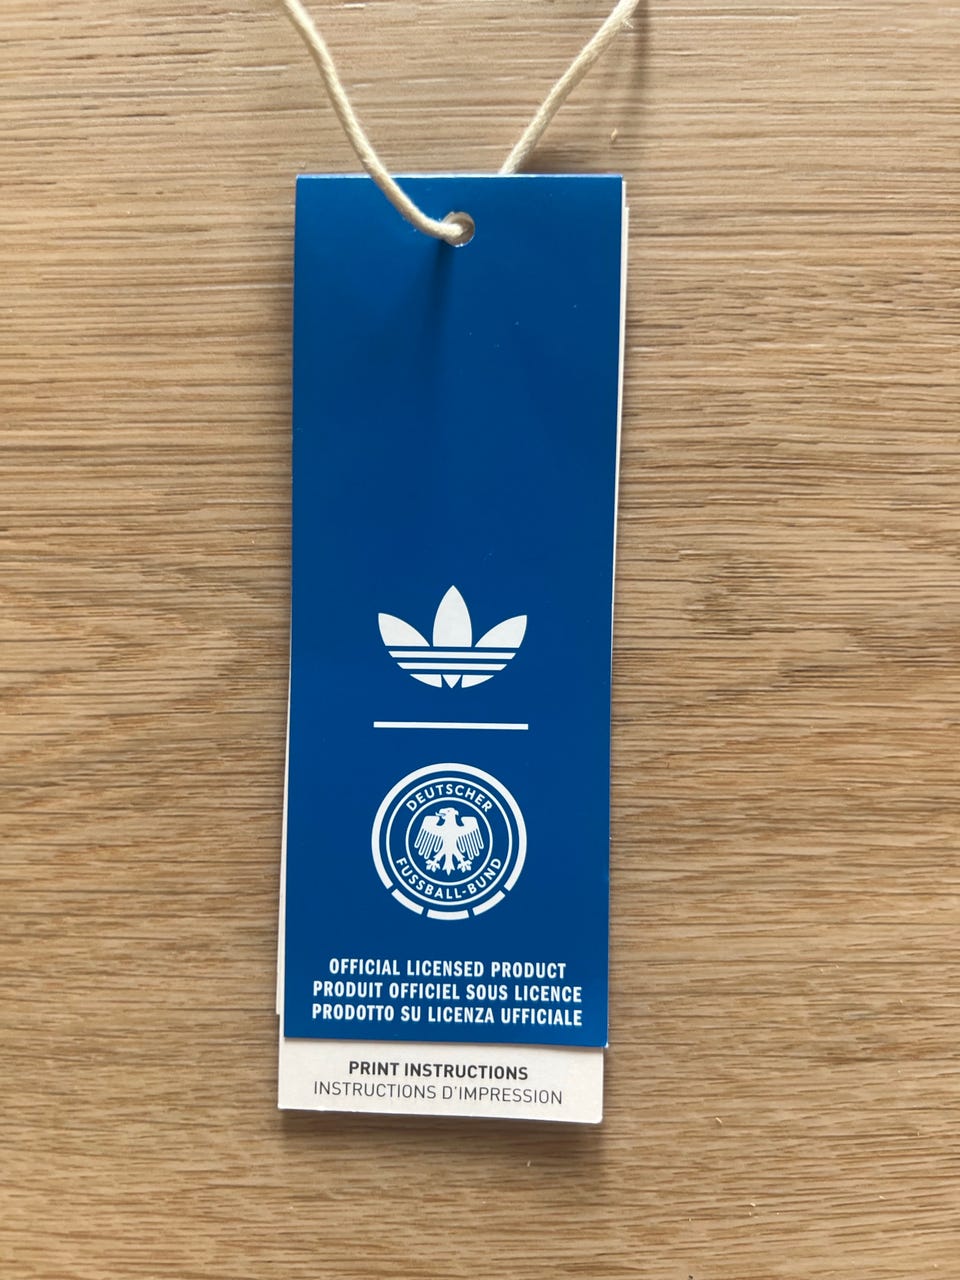 DEUTSCHER
FUSSBALL-BUND
OFFICIAL LICENSED PRODUCT
PRODUIT OFFICIEL SOUS LICENCE
PRODOTTO SU LICENZA UFFICIALE
PRINT INSTRUCTIONS
INSTRUCTIONS D'IMPRESSION